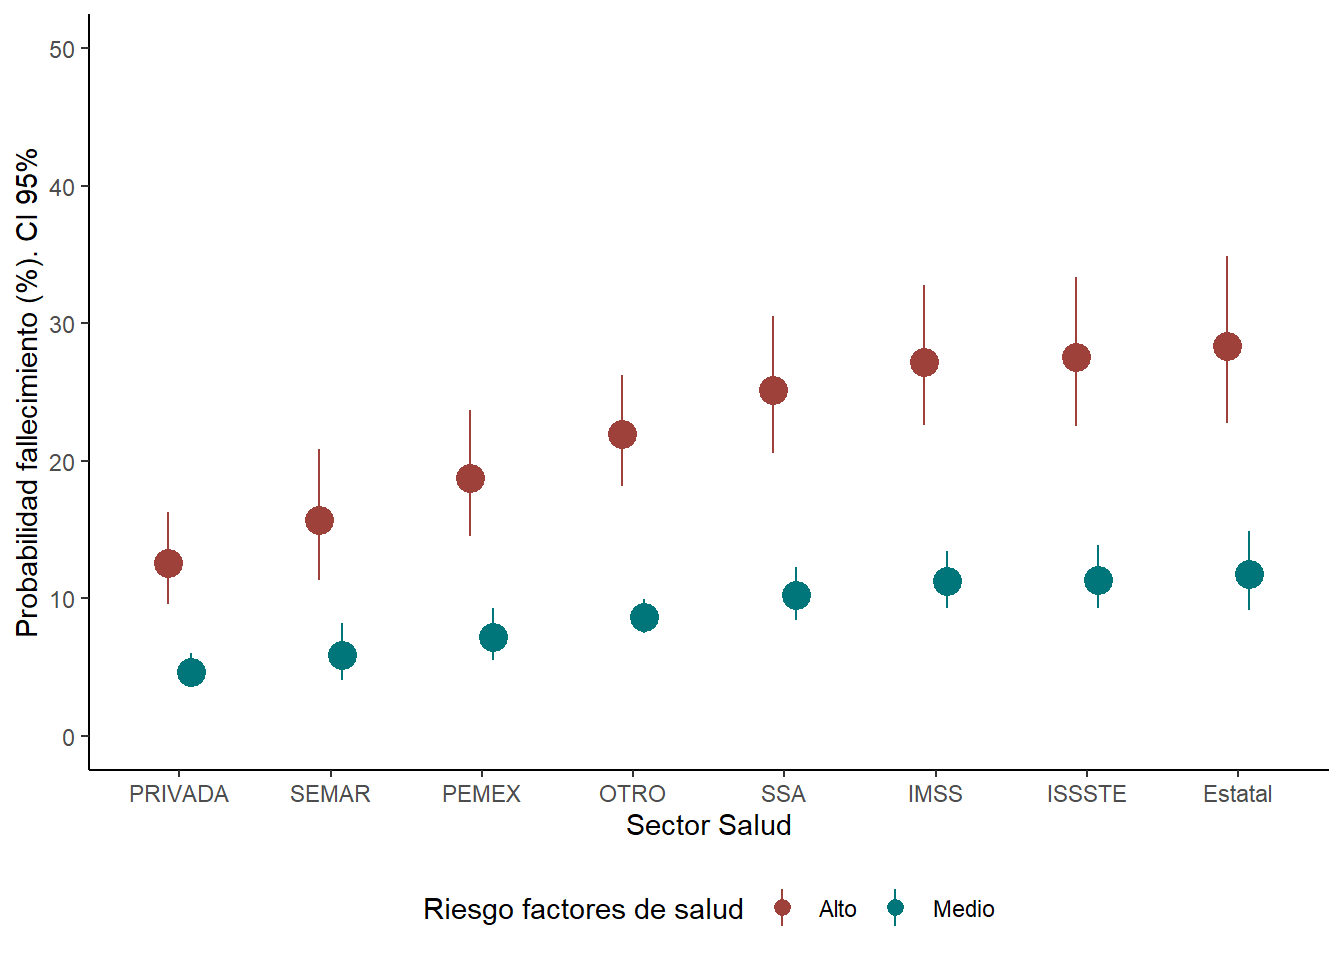 Probabilidad fallecimiento (%). CI 95%
50
40
30
20
10
0
PRIVADA SEMAR PEMEX OTRO SSA IMSS ISSSTE Estatal
Sector Salud
Riesgo factores de salud Alto Medio